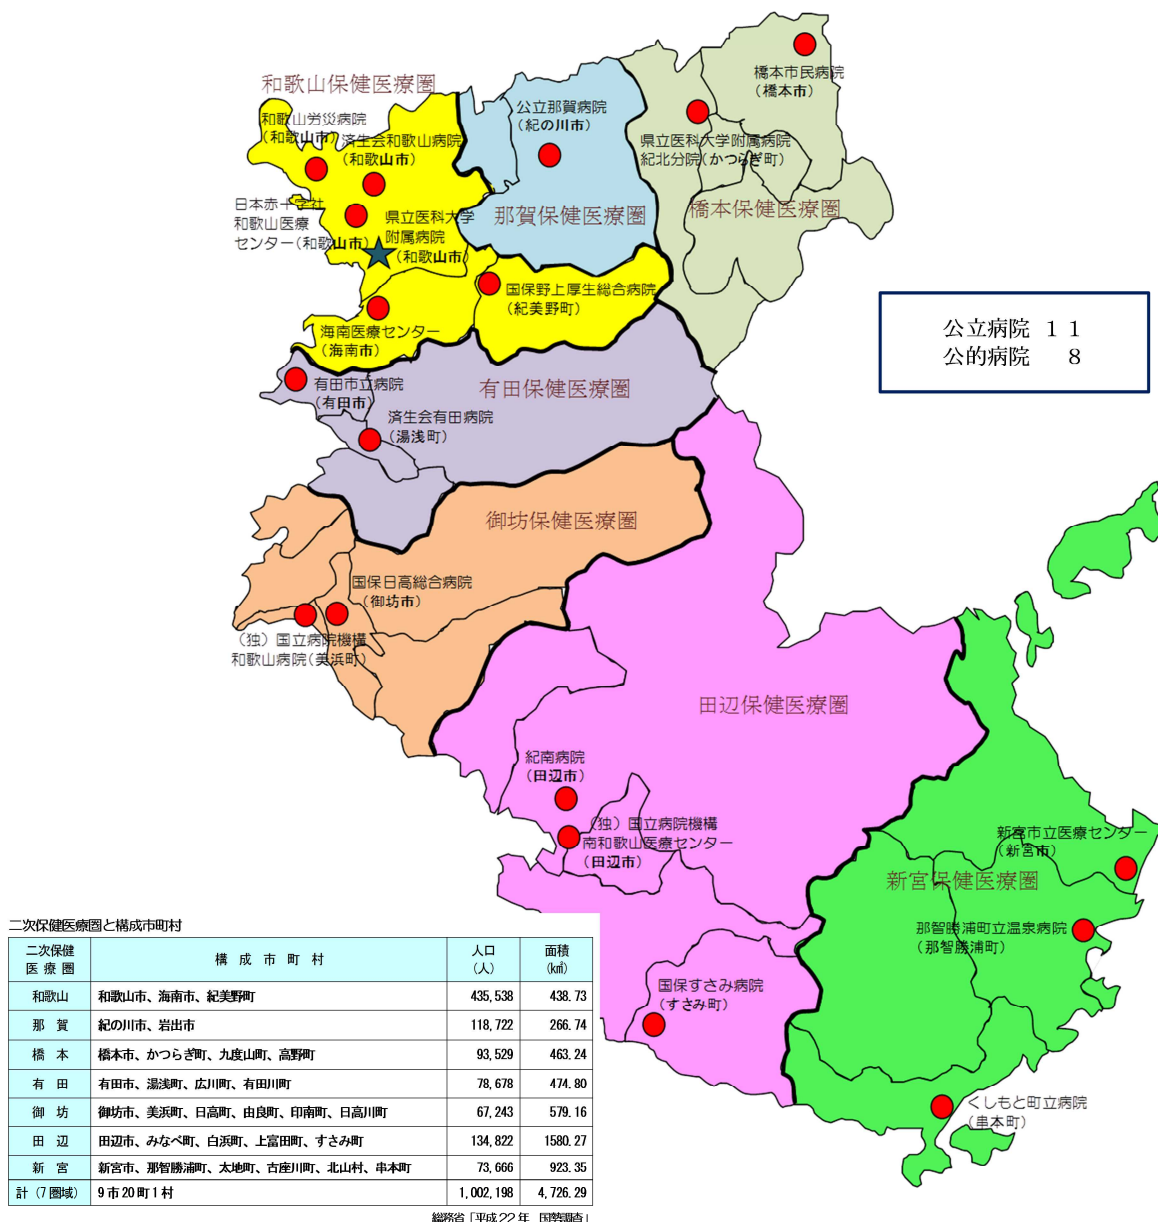 和歌山保健医療圏
和歌山労災病院
（和歌山市）
済生会和歌山病院
（和歌山市）
日本赤十字社
和歌山医療
センター（和歌山市）
県立医科大学
附属病院
（和歌山市）
海南医療センター
（海南市）
国保野上厚生総合病院
（紀美野町）
公立那賀病院
（紀の川市）
那賀保健医療圏
橋本市民病院
（橋本市）
県立医科大学附属病院
紀北分院（かつらぎ町）
橋本保健医療圏
公立病院 １１
公的病院 ８
有田市立病院
（有田市）
有田保健医療圏
済生会有田病院
（湯浅町）
御坊保健医療圏
国保日高総合病院
（御坊市）
（独）国立病院機構
和歌山病院（美浜町）
田辺保健医療圏
紀南病院
（田辺市）
（独）国立病院機構
南和歌山医療センター
（田辺市）
新宮市立医療センター
（新宮市）
新宮保健医療圏
那智勝浦町立温泉病院
（那智勝浦町）
国保すさみ病院
（すさみ町）
くしもと町立病院
（串本町）
二次保健医療圏と構成市町村
二次保健医療圏 構成市町村 人口（人） 面積（k㎡）
和歌山 和歌山市、海南市、紀美野町 435,538 438.73
那賀 紀の川市、岩出市 118,722 266.74
橋本 橋本市、かつらぎ町、九度山町、高野町 93,529 463.24
有田 有田市、湯浅町、広川町、有田川町 78,678 474.80
御坊 御坊市、美浜町、日高町、由良町、印南町、日高川町 67,243 579.16
田辺 田辺市、みなべ町、白浜町、上富田町、すさみ町 134,822 1580.27
新宮 新宮市、那智勝浦町、太地町、古座川町、北山村、串本町 73,666 923.35
計（7圏域） 9市20町1村 1,002,198 4,726.29
総務省「平成22年 国勢調査」